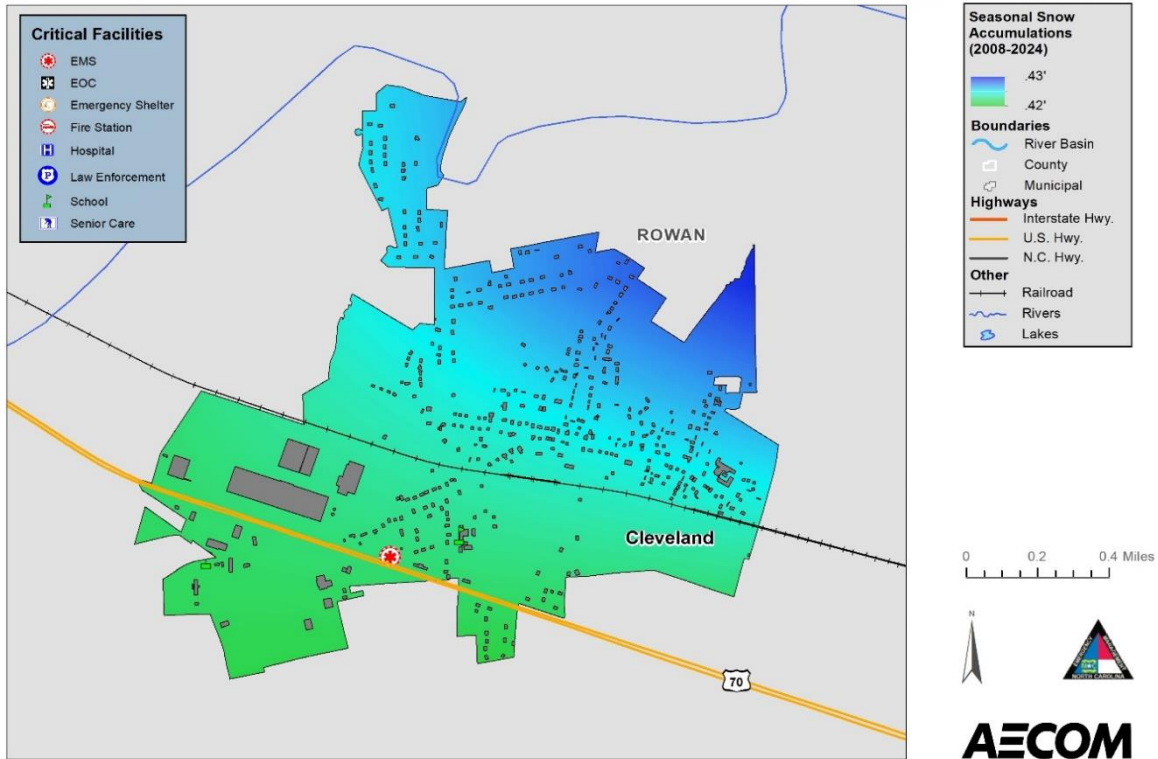 Critical Facilities
EMS
EOC
Emergency Shelter
Fire Station
H
Hospital
P
Law Enforcement
School
Senior Care
ROWAN
Cleveland
70
Seasonal Snow
Accumulations
(2008-2024)
.43'
.42'
Boundaries
River Basin
County
Municipal
Highways
Interstate Hwy.
U.S. Hwy.
N.C. Hwy.
Other
Railroad
Rivers
Lakes
0 0.2 0.4 Miles
N
EMERGENCY
MANAGEMENT
NORTH CAROLINA
AECOM